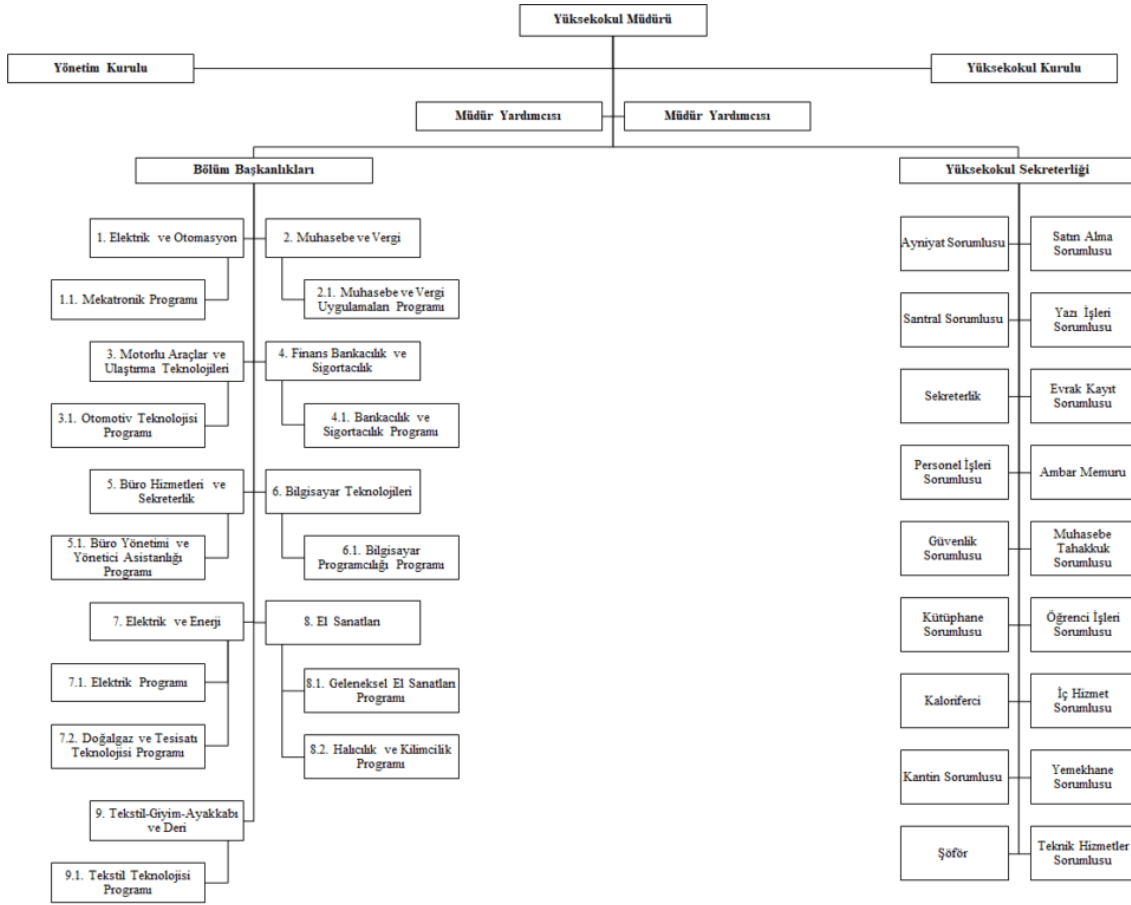 Yüksekokul Müdürü
Yönetim Kurulu
Yüksekokul Kurulu
Müdür Yardımcısı
Müdür Yardımcısı
Bölüm Başkanlıkları
1. Elektrik ve Otomasyon
2. Muhasebe ve Vergi
1.1. Mekatronik Programı
2.1. Muhasebe ve Vergi
Uygulamaları Programı
3. Motorlu Araçlar ve
Ulaştırma Teknolojileri
4. Finans Bankacılık ve
Sigortacılık
3.1. Otomotiv Teknolojisi
Programı
4.1. Bankacılık ve
Sigortacılık Programı
5. Büro Hizmetleri ve
Sekreterlik
6. Bilgisayar Teknolojileri
5.1. Büro Yönetimi ve
Yönetici Asistanlığı
Programı
6.1. Bilgisayar
Programcılığı Programı
7. Elektrik ve Enerji
8. El Sanatları
7.1. Elektrik Programı
8.1. Geleneksel El Sanatları
Programı
7.2. Doğalgaz ve Tesisatı
Teknolojisi Programı
8.2. Halıcılık ve Kilimcilik
Programı
9. Tekstil-Giyim-Ayakkabı
ve Deri
9.1. Tekstil Teknolojisi
Programı
Yüksekokul Sekreterliği
Ayniyat Sorumlusu
Satın Alma
Sorumlusu
Santral Sorumlusu
Yazı İşleri
Sorumlusu
Sekreterlik
Evrak Kayıt
Sorumlusu
Personel İşleri
Sorumlusu
Ambar Memuru
Güvenlik
Sorumlusu
Muhasebe
Tahakkuk
Sorumlusu
Kütüphane
Sorumlusu
Öğrenci İşleri
Sorumlusu
Kaloriferci
İç Hizmet
Sorumlusu
Kantin Sorumlusu
Yemekhane
Sorumlusu
Şöför
Teknik Hizmetler
Sorumlusu